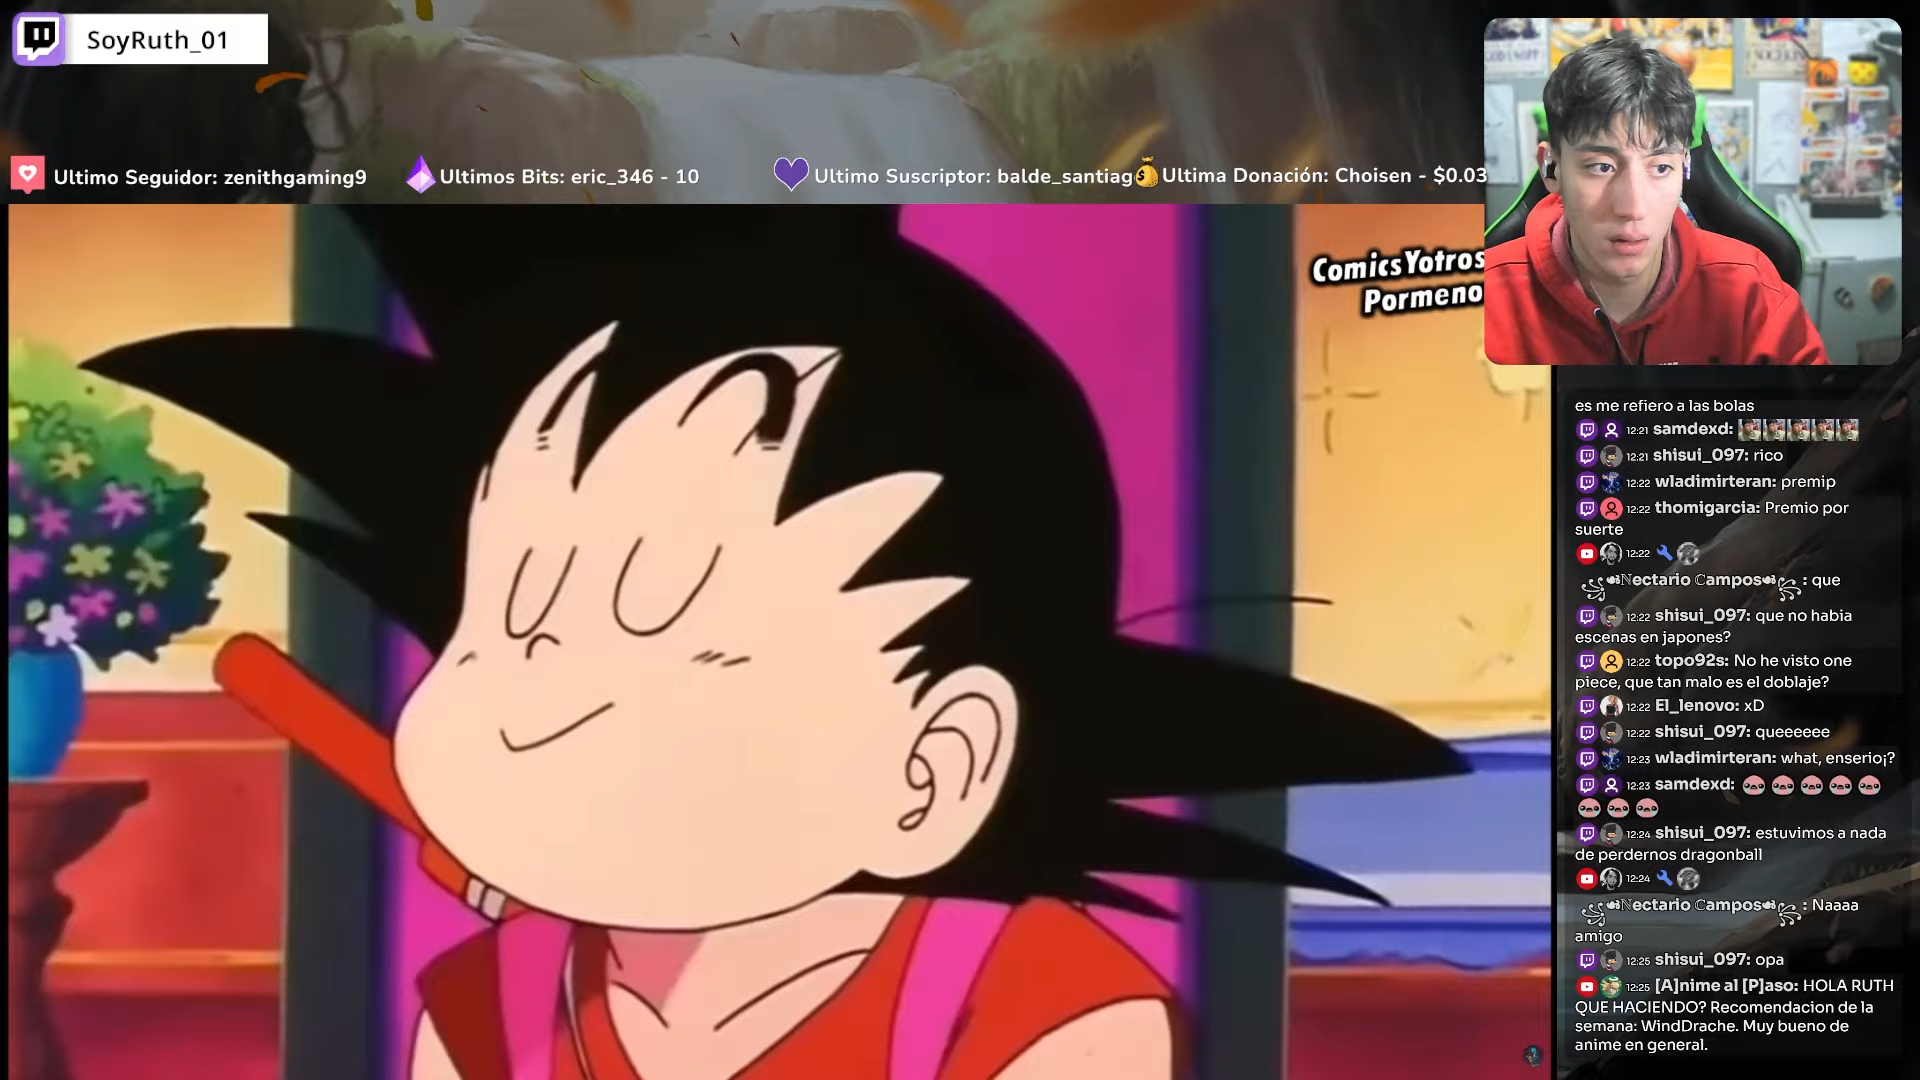 SoyRuth_01
Ultimo Seguidor: zenithgaming9
Ultimos Bits: eric_346 - 10
Ultimo Suscriptor: balde_santiag
Ultima Donación: Choisen - $0.03
ComicsYotros
Pormeno
es me refiero a las bolas
12:21 samdexd:
12:21 shisui_097: rico
12:22 wladimirteran: premip
12:22 thomigarcia: Premio por
suerte
12:22
ℕectario ℂampos : que
12:22 shisui_097: que no habia
escenas en japones?
12:22 topo92s: No he visto one
piece, que tan malo es el doblaje?
12:22 El_lenovo: xD
12:22 shisui_097: queeeeee
12:23 wladimirteran: what, enserio¡?
12:23 samdexd:
12:24 shisui_097: estuvimos a nada
de perdernos dragonball
12:24
ℕectario ℂampos : Naaaa
amigo
12:25 shisui_097: opa
12:25 [A]nime al [P]aso: HOLA RUTH
QUE HACIENDO? Recomendacion de la
semana: WindDrache. Muy bueno de
anime en general.